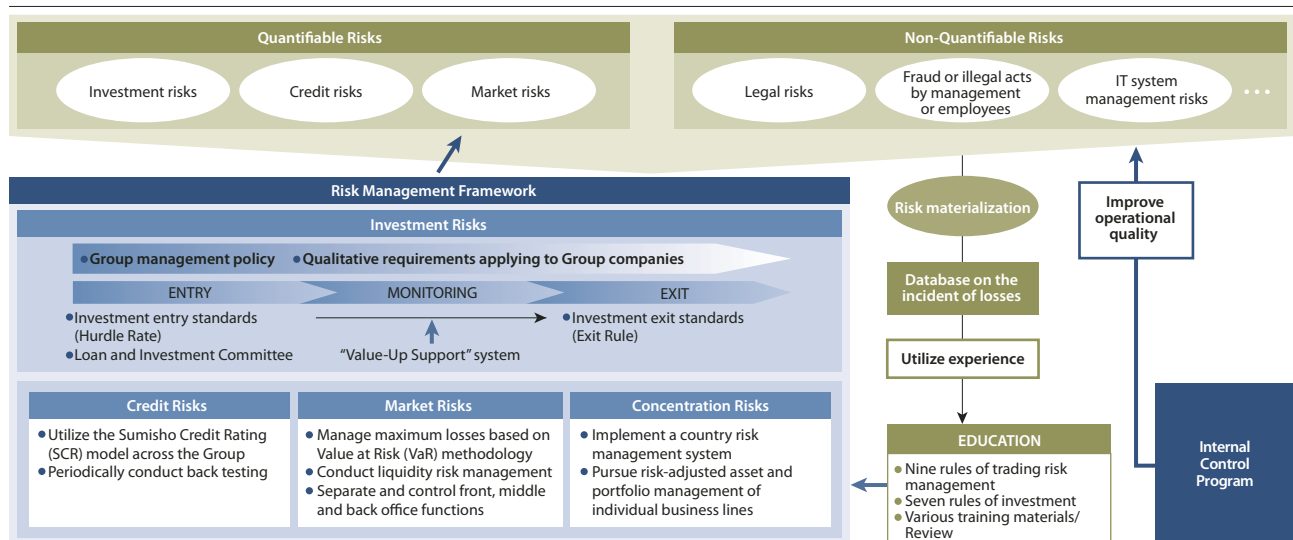 Quantifiable Risks
Non-Quantifiable Risks
Investment risks
Credit risks
Market risks
Legal risks
Fraud or illegal acts
by management
or employees
IT system
management risks
...
Risk Management Framework
Investment Risks
●Group management policy
●Qualitative requirements applying to Group companies
ENTRY
MONITORING
EXIT
●Investment entry standards
(Hurdle Rate)
●Loan and Investment Committee
“Value-Up Support” system
●Investment exit standards
(Exit Rule)
Credit Risks
●Utilize the Sumisho Credit Rating
(SCR) model across the Group
●Periodically conduct back testing
Market Risks
●Manage maximum losses based on
Value at Risk (VaR) methodology
●Conduct liquidity risk management
●Separate and control front, middle
and back office functions
Concentration Risks
●Implement a country risk
management system
●Pursue risk-adjusted asset and
portfolio management of
individual business lines
Risk materialization
Database on the
incident of losses
Utilize experience
EDUCATION
●Nine rules of trading risk
management
●Seven rules of investment
●Various training materials/
Review
Improve
operational
quality
Internal
Control
Program